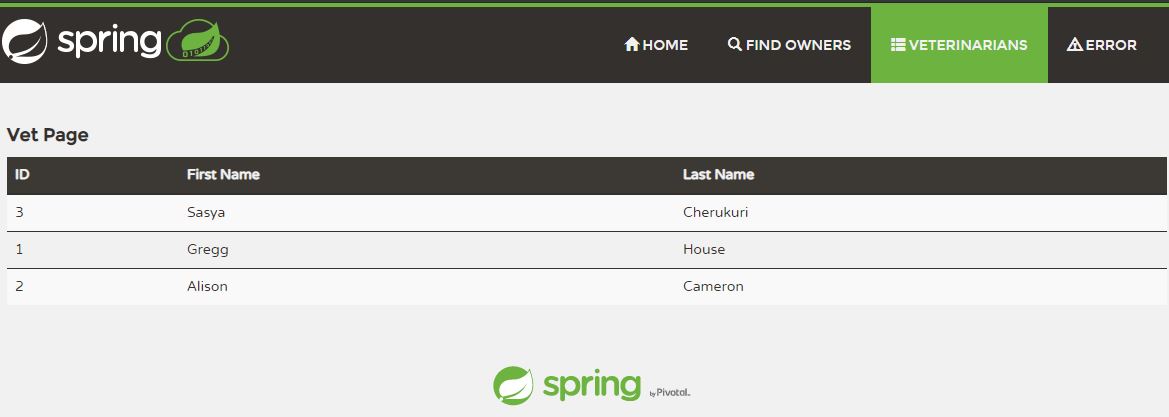 spring HOME FIND OWNERS VETERINARIANS ERROR
Vet Page
ID First Name Last Name
3 Sasya Cherukuri
1 Gregg House
2 Alison Cameron
spring by Pivotal.